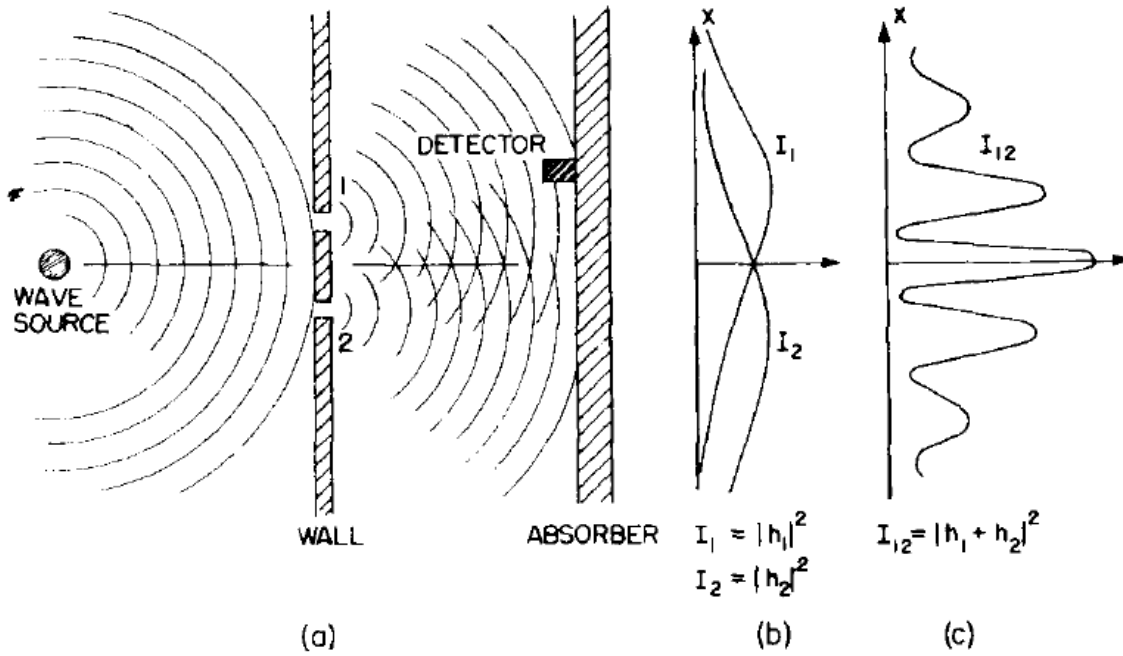 WAVE
SOURCE
1
2
DETECTOR
WALL
ABSORBER
(a)
x
I₁
I₂
I₁ = |h₁|²
I₂ = |h₂|²
(b)
x
I₁₂
I₁₂ = |h₁ + h₂|²
(c)